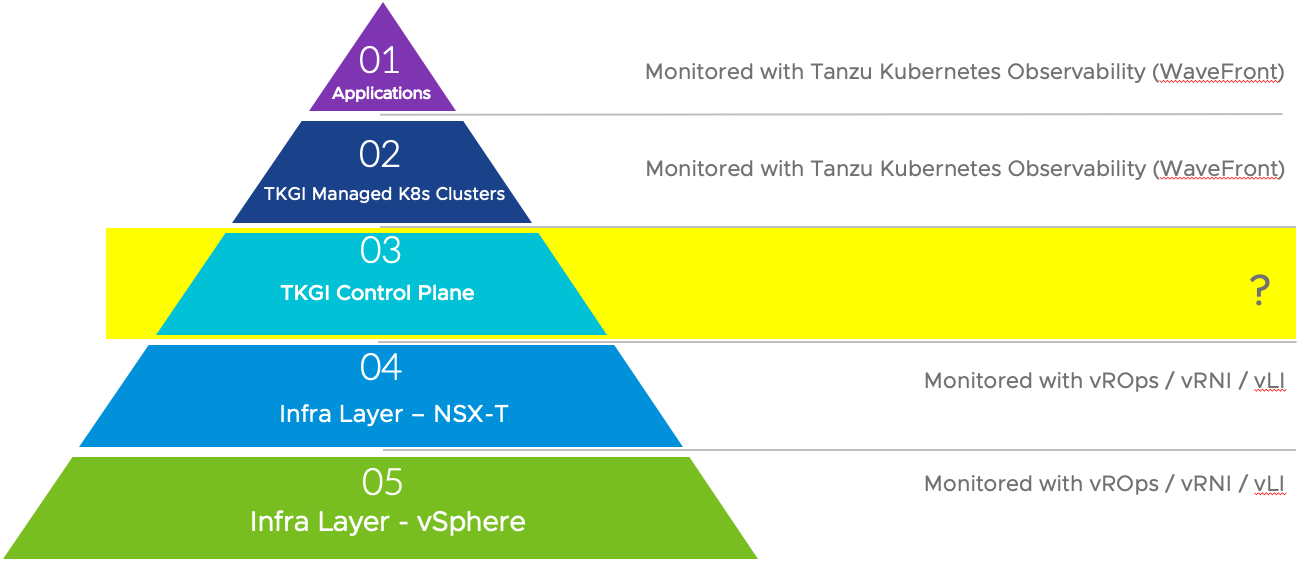 01
Applications
Monitored with Tanzu Kubernetes Observability (WaveFront)
02
TKGI Managed K8s Clusters
Monitored with Tanzu Kubernetes Observability (WaveFront)
03
TKGI Control Plane
?
04
Infra Layer – NSX-T
Monitored with vROps / vRNI / vLI
05
Infra Layer - vSphere
Monitored with vROps / vRNI / vLI